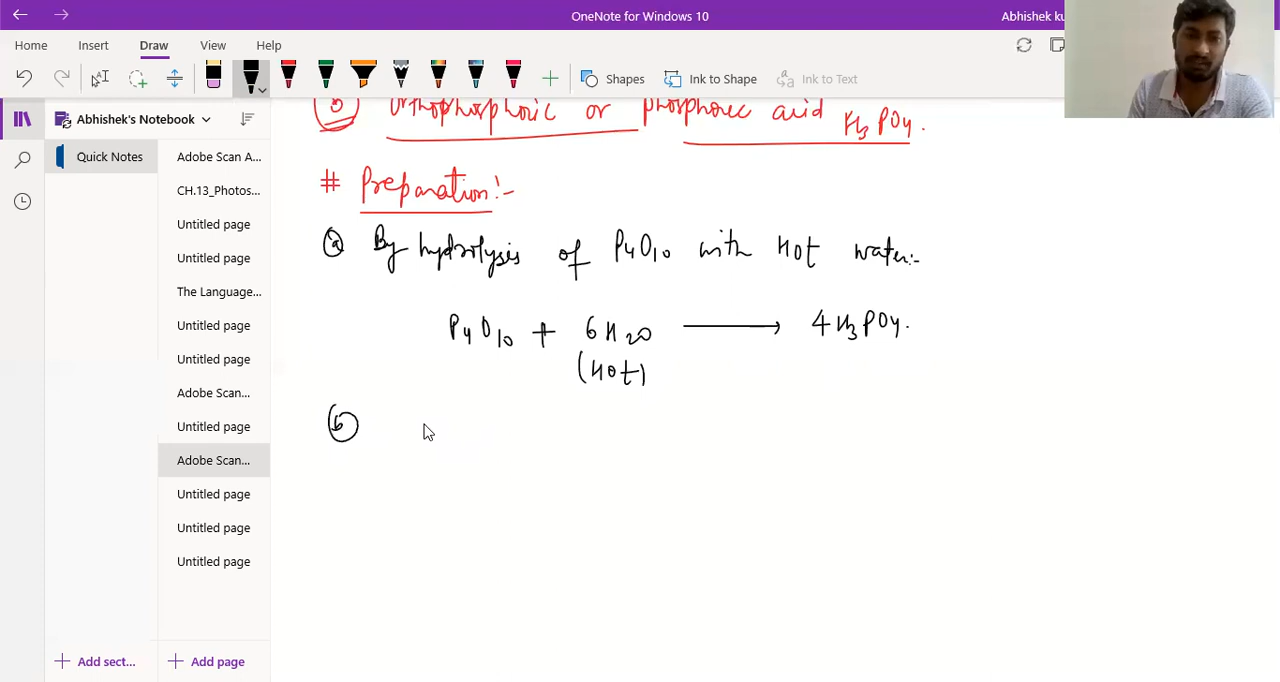 OneNote for Windows 10
Abhishek ku
Home Insert Draw View Help
Shapes Ink to Shape Ink to Text
Abhishek's Notebook
Quick Notes
Adobe Scan A...
CH.13_Photos...
Untitled page
Untitled page
The Language...
Untitled page
Untitled page
Adobe Scan...
Untitled page
Adobe Scan...
Untitled page
Untitled page
Untitled page
Add sect... Add page
③ Orthophosphoric or phosphoric acid H3PO4.
# Preparation:-
ⓐ By hydrolysis of P4O10 with Hot water:-
P4O10 + 6H2O → 4H3PO4.
(Hot)
ⓑ